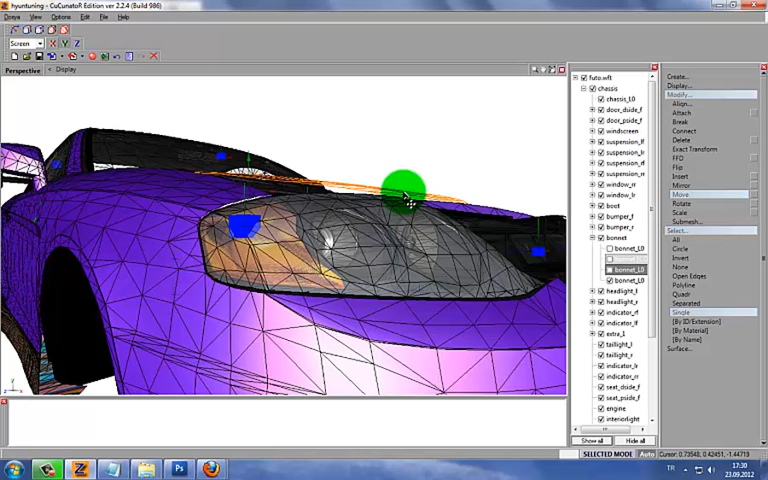 hyuntuning - CuCunatoR Edition ver 2.2.4 (Build 986)
View Options Edit File Help
Screen X Y Z
Perspective < Display
futo.wft
chassis
chassis_L0
door_dside_f
door_pside_f
windscreen
suspension_lf
suspension_lr
suspension_rf
suspension_rr
window_rr
window_lr
boot
bumper_f
bumper_r
bonnet
bonnet_L0
bonnet_L0
bonnet_L0
headlight_l
headlight_r
indicator_rf
indicator_lf
extra_1
taillight_l
taillight_r
indicator_lr
indicator_rr
seat_dside_f
seat_pside_f
engine
interiorlight
Show all Hide all
Create...
Display...
Modify...
Align...
Attach
Break
Connect
Delete
Exact Transform
FFD
Flip
Insert
Mirror
Move
Rotate
Scale
Submesh...
Select...
All
Circle
Invert
None
Open Edges
Polyline
Quadr
Separated
Single
[By ID/Extension]
[By Material]
[By Name]
Surface...
SELECTED MODE Auto Cursor: 0.73548, 0.42451, -1.44719
Ps
TR
17:30
23.09.2012